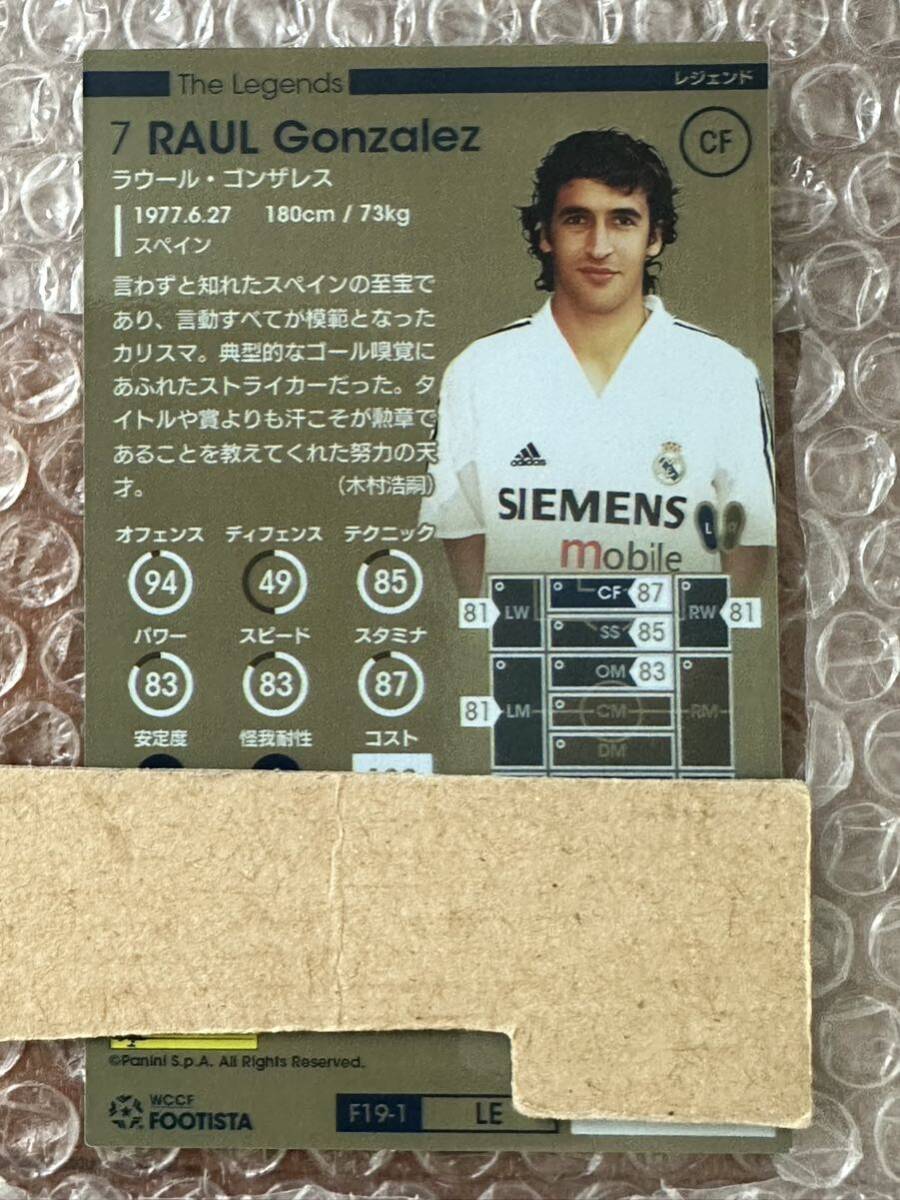 The Legends レジェンド
7 RAUL Gonzalez CF
ラウール・ゴンザレス
1977.6.27 180cm / 73kg
スペイン
言わずと知れたスペインの至宝で
あり、言動すべてが模範となった
カリスマ。典型的なゴール嗅覚に
あふれたストライカーだった。タ
イトルや賞よりも汗こそが勲章で
あることを教えてくれた努力の天
才。 (木村浩嗣)
adidas
SIEMENS
mobile
L R
オフェンス ディフェンス テクニック
94 49 85
パワー スピード スタミナ
83 83 87
安定度 怪我耐性 コスト
81 LW CF 87 RW 81
SS 85
OM 83
81 LM CM RM
DM
©Panini S.p.A. All Rights Reserved.
WCCF
FOOTISTA
F19-1 LE